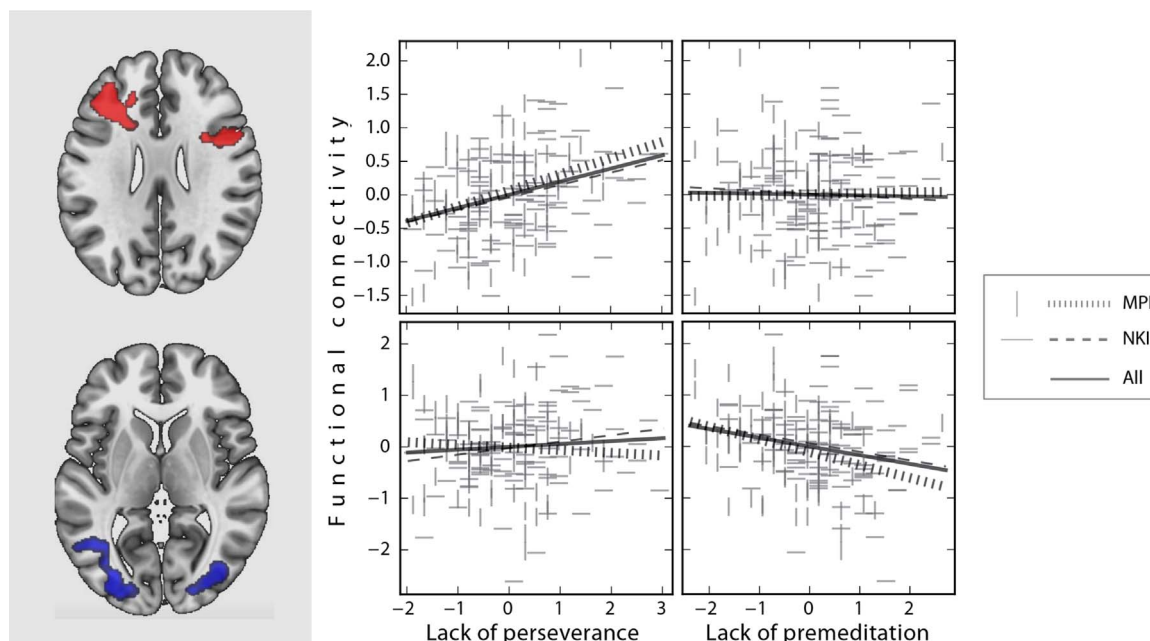 Functional connectivity
2.0
1.5
1.0
0.5
0.0
−0.5
−1.0
−1.5
2
1
0
−1
−2
−2 −1 0 1 2 3
−2 −1 0 1 2
Lack of perseverance
Lack of premeditation
MPI
NKI
All